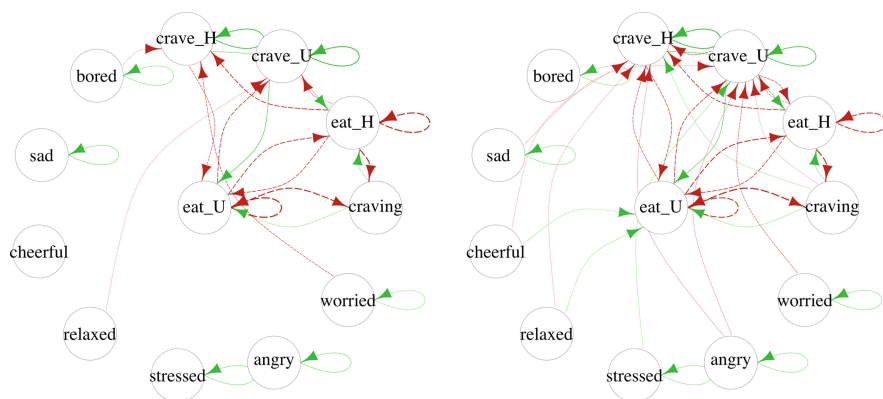 crave_H
crave_U
bored
eat_H
sad
eat_U
craving
cheerful
worried
relaxed
angry
stressed
crave_H
crave_U
bored
eat_H
sad
eat_U
craving
cheerful
worried
relaxed
angry
stressed